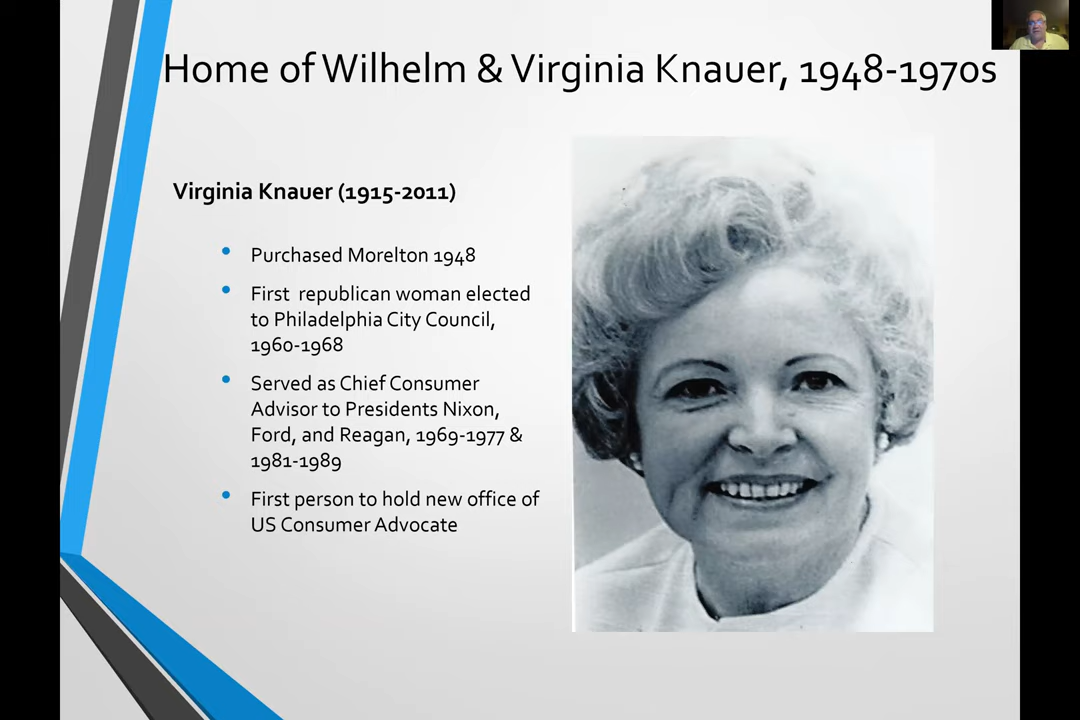 Home of Wilhelm & Virginia Knauer, 1948-1970s
Virginia Knauer (1915-2011)
• Purchased Morelton 1948
• First republican woman elected
to Philadelphia City Council,
1960-1968
• Served as Chief Consumer
Advisor to Presidents Nixon,
Ford, and Reagan, 1969-1977 &
1981-1989
• First person to hold new office of
US Consumer Advocate